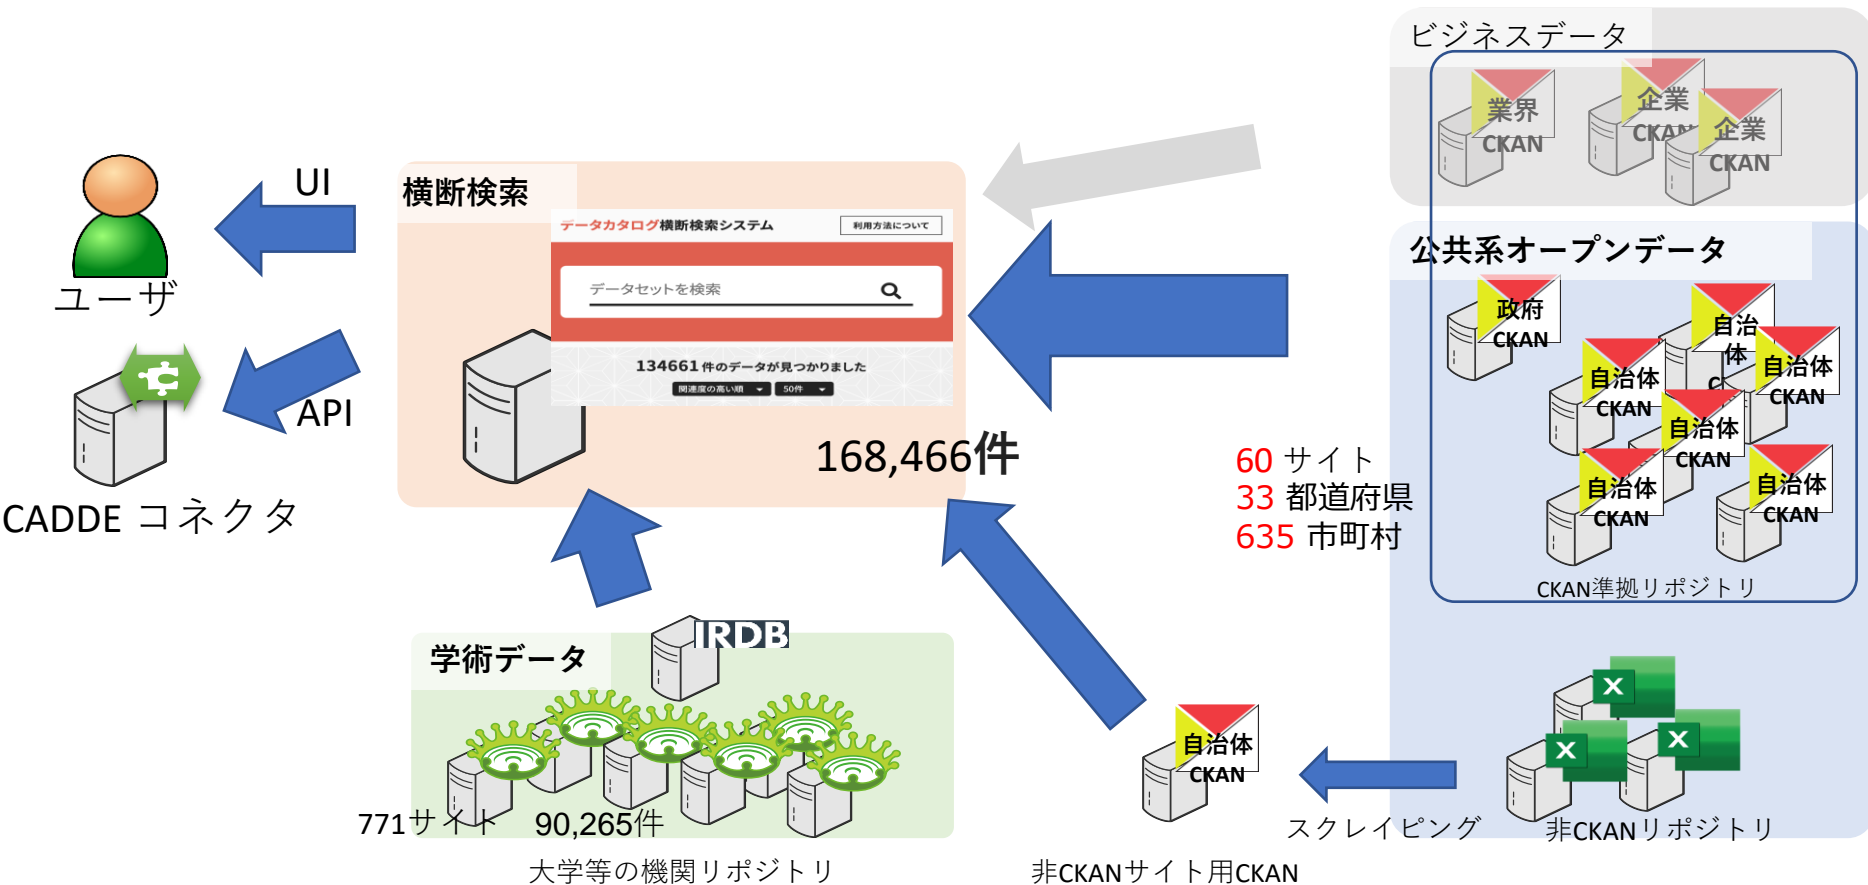 ビジネスデータ
業界
CKAN
企業
CKAN
企業
CKAN
UI
ユーザ
API
CADDE コネクタ
横断検索
データカタログ横断検索システム
利用方法について
データセットを検索
134661件のデータが見つかりました
関連度の高い順
50件
168,466件
公共系オープンデータ
政府
CKAN
自治
体
C
自治体
CKAN
自治体
CKAN
自治体
CKAN
自治体
CKAN
自治体
CKAN
CKAN準拠リポジトリ
60 サイト
33 都道府県
635 市町村
学術データ
IRDB
771サイト 90,265件
大学等の機関リポジトリ
自治体
CKAN
非CKANサイト用CKAN
スクレイピング
X
X
X
非CKANリポジトリ